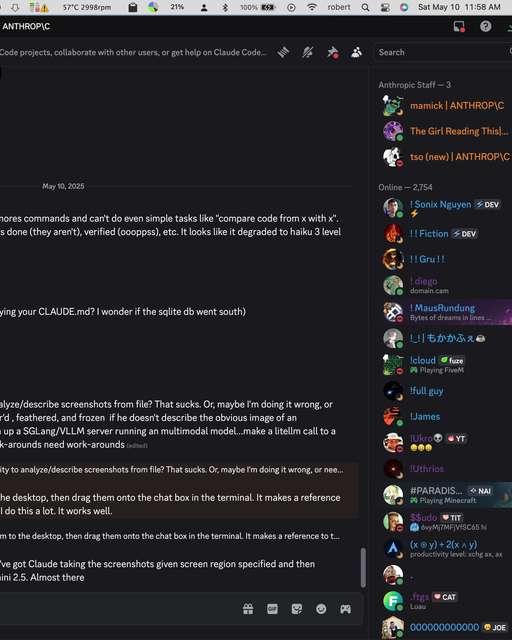 57°C 2998rpm
21%
100%
robert
Sat May 10 11:58 AM
ANTHROP\C
Code projects, collaborate with other users, or get help on Claude Code...
Search
May 10, 2025
nores commands and can't do even simple tasks like "compare code from x with x".
s done (they aren't), verified (oooppss), etc. It looks like it degraded to haiku 3 level
ying your CLAUDE.md? I wonder if the sqlite db went south)
alyze/describe screenshots from file? That sucks. Or, maybe I'm doing it wrong, or
r'd , feathered, and frozen if he doesn't describe the obvious image of an
up a SGLang/VLLM server running an multimodal model...make a litellm call to a
k-arounds need work-arounds (edited)
ity to analyze/describe screenshots from file? That sucks. Or, maybe I'm doing it wrong, or nee...
he desktop, then drag them onto the chat box in the terminal. It makes a reference
I do this a lot. It works well.
m to the desktop, then drag them onto the chat box in the terminal. It makes a reference to t...
've got Claude taking the screenshots given screen region specified and then
ini 2.5. Almost there
GIF
Anthropic Staff — 3
mamick | ANTHROP\C
The Girl Reading This|...
tso (new) | ANTHROP\C
Online — 2,754
! Sonix Nguyen DEV
! ! Fiction DEV
! ! Gru ! !
! diego
domain.cam
! MausRundung
Bytes of dreams in lines ...
!_! | もかかふぇ
!cloud fuze
Playing FiveM
!full guy
!James
!Ukro YT
!Uthrios
#PARADIS... NAI
Playing Minecraft
$$udo TIT
6vyMj7MFjVfSC65 hi
(x ⊕ y) + 2(x ∧ y)
productivity level: xchg ax, ax
.
.ftgs CAT
Luau
000000000000 JOE